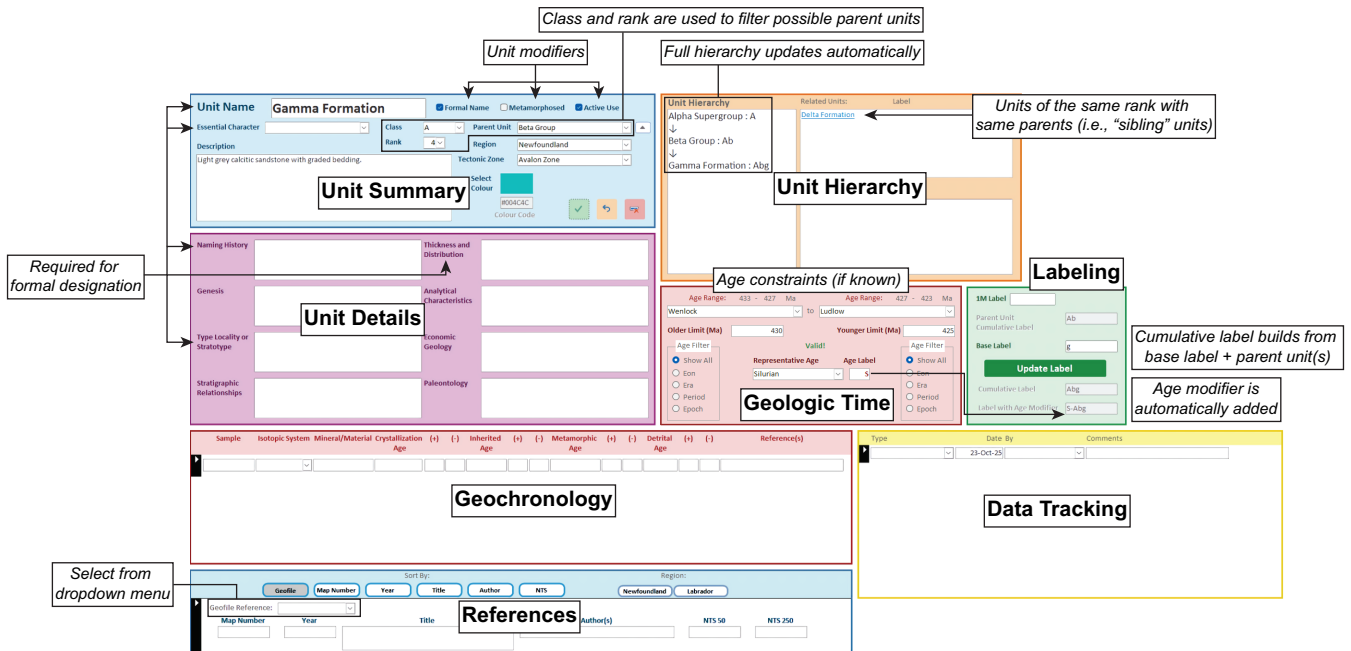 Class and rank are used to filter possible parent units
Unit modifiers
Full hierarchy updates automatically
Unit Name
Gamma Formation
Formal Name
Metamorphosed
Active Use
Essential Character
Class
A
Parent Unit
Beta Group
Rank
4
Region
Newfoundland
Description
Light grey calcitic sandstone with graded bedding.
Tectonic Zone
Avalon Zone
Unit Summary
Select
Colour
#004C4C
Colour Code
Unit Hierarchy
Related Units:
Label
Alpha Supergroup : A
↓
Beta Group : Ab
↓
Gamma Formation : Abg
Delta Formation
Units of the same rank with
same parents (i.e., “sibling” units)
Unit Hierarchy
Required for
formal designation
Naming History
Thickness and
Distribution
Genesis
Analytical
Characteristics
Unit Details
Type Locality or
Stratotype
Economic
Geology
Stratigraphic
Relationships
Paleontology
Age constraints (if known)
Age Range:
433 - 427 Ma
Age Range:
427 - 423 Ma
Wenlock
to
Ludlow
Older Limit (Ma)
430
Younger Limit (Ma)
425
Age Filter
Show All
Eon
Era
Period
Epoch
Valid!
Representative Age
Age Label
Silurian
S
Age Filter
Show All
Eon
Era
Period
Epoch
Geologic Time
Labeling
1M Label
Parent Unit
Cumulative Label
Ab
Base Label
g
Update Label
Cumulative Label
Abg
Label with Age Modifier
S-Abg
Cumulative label builds from
base label + parent unit(s)
Age modifier is
automatically added
Sample
Isotopic System
Mineral/Material
Crystallization
Age
(+)
(-)
Inherited
Age
(+)
(-)
Metamorphic
Age
(+)
(-)
Detrital
Age
(+)
(-)
Reference(s)
Geochronology
Type
Date
By
Comments
23-Oct-25
Data Tracking
Select from
dropdown menu
Sort By:
Region:
Geofile
Map Number
Year
Title
Author
NTS
Newfoundland
Labrador
Geofile Reference:
References
Map Number
Year
Title
Author(s)
NTS 50
NTS 250